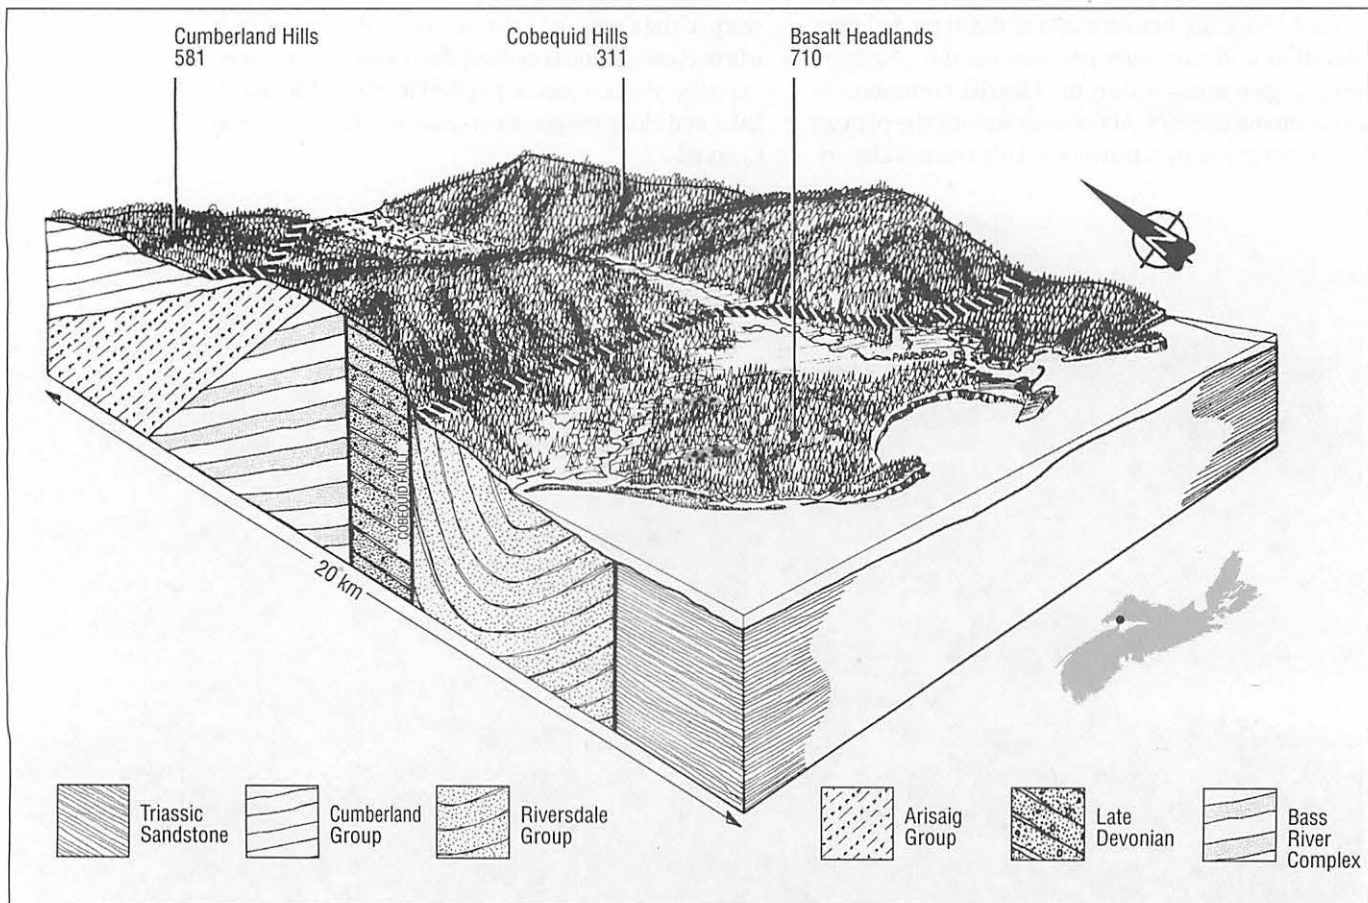 Cumberland Hills
581
Cobequid Hills
311
Basalt Headlands
710
N
PARRSBORO
COBEQUID FAULT
20 km
Triassic
Sandstone
Cumberland
Group
Riversdale
Group
Arisaig
Group
Late
Devonian
Bass
River
Complex